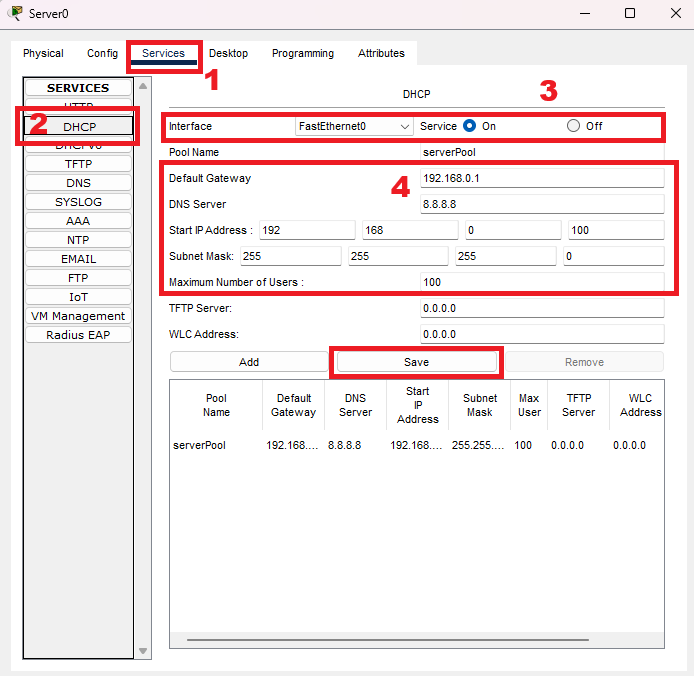 Server0
Physical Config Services Desktop Programming Attributes
1
SERVICES
HTTP
2 DHCP
DHCPv6
TFTP
DNS
SYSLOG
AAA
NTP
EMAIL
FTP
IoT
VM Management
Radius EAP
DHCP
3
Interface FastEthernet0 Service On Off
Pool Name serverPool
4
Default Gateway 192.168.0.1
DNS Server 8.8.8.8
Start IP Address : 192 168 0 100
Subnet Mask: 255 255 255 0
Maximum Number of Users : 100
TFTP Server: 0.0.0.0
WLC Address: 0.0.0.0
Add Save Remove
Pool Name Default Gateway DNS Server Start IP Address Subnet Mask Max User TFTP Server WLC Address
serverPool 192.168.... 8.8.8.8 192.168.... 255.255.... 100 0.0.0.0 0.0.0.0